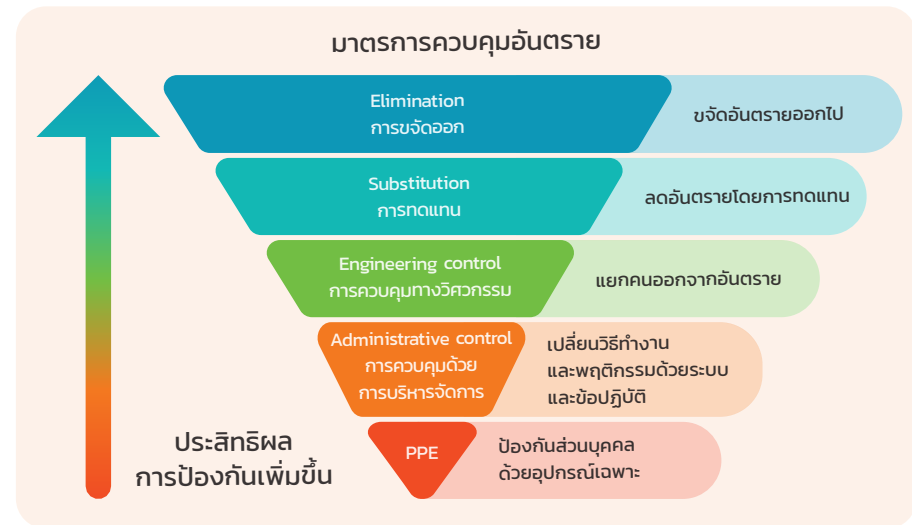 มาตรการควบคุมอันตราย
Elimination
การขจัดออก
ขจัดอันตรายออกไป
Substitution
การทดแทน
ลดอันตรายโดยการทดแทน
Engineering control
การควบคุมทางวิศวกรรม
แยกคนออกจากอันตราย
Administrative control
การควบคุมด้วย
การบริหารจัดการ
เปลี่ยนวิธีทำงาน
และพฤติกรรมด้วยระบบ
และข้อปฏิบัติ
PPE
ป้องกันส่วนบุคคล
ด้วยอุปกรณ์เฉพาะ
ประสิทธิผล
การป้องกันเพิ่มขึ้น